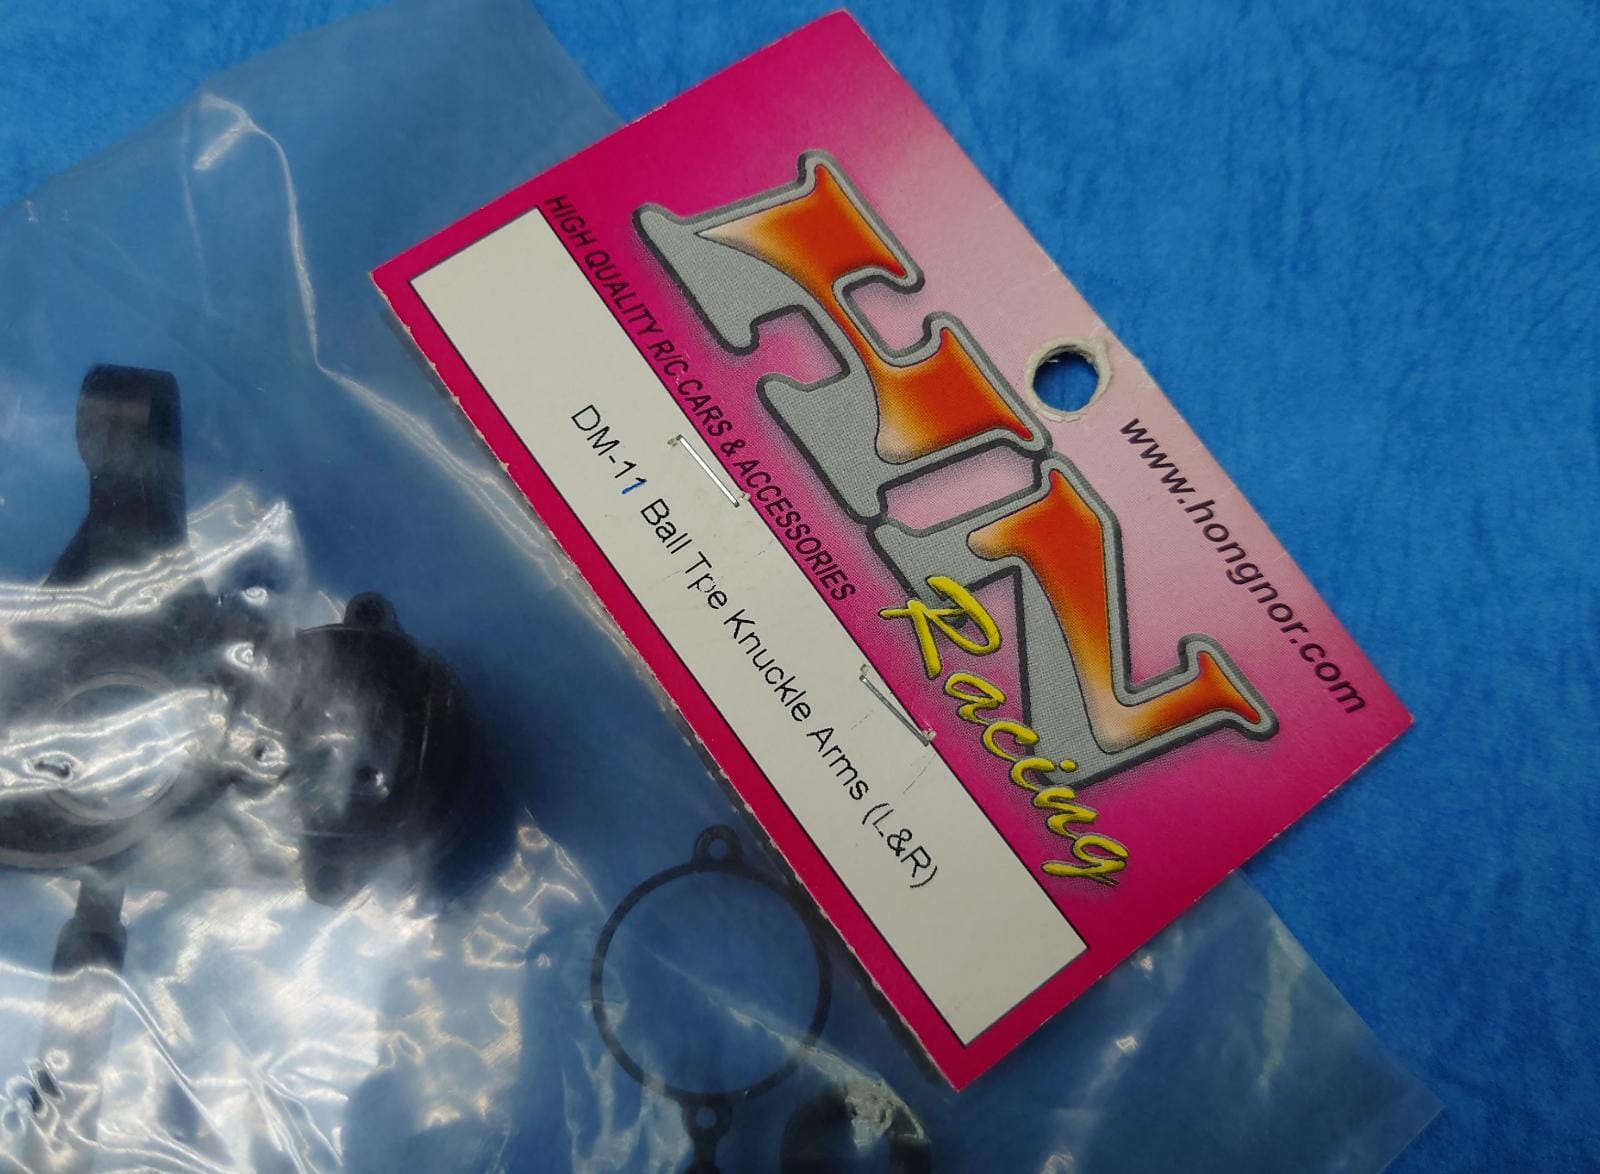 www.hongnor.com
HN
Racing
HIGH QUALITY R/C CARS & ACCESSORIES
DM-11 Ball Tpe Knuckle Arms (L&R)